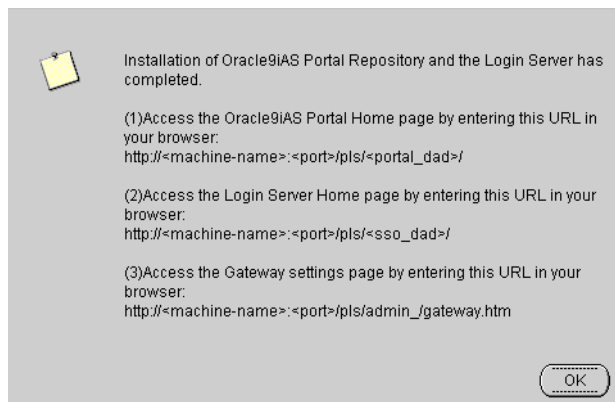 Installation of Oracle9iAS Portal Repository and the Login Server has
completed.
(1)Access the Oracle9iAS Portal Home page by entering this URL in
your browser:
http://<machine-name>:<port>/pls/<portal_dad>/
(2)Access the Login Server Home page by entering this URL in your
browser:
http://<machine-name>:<port>/pls/<sso_dad>/
(3)Access the Gateway settings page by entering this URL in your
browser:
http://<machine-name>:<port>/pls/admin_/gateway.htm
OK